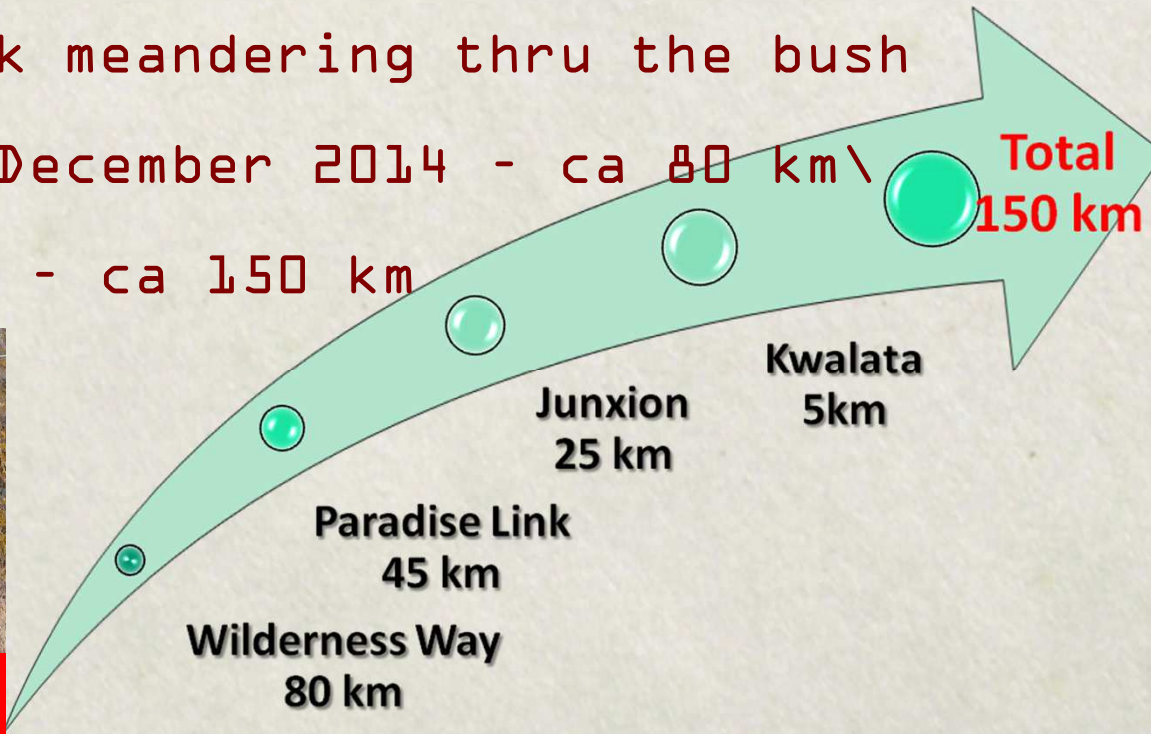 k meandering thru the bush
December 2014 - ca 80 km\
- ca 150 km
Total
150 km
Kwalata
5km
Junxion
25 km
Paradise Link
45 km
Wilderness Way
80 km